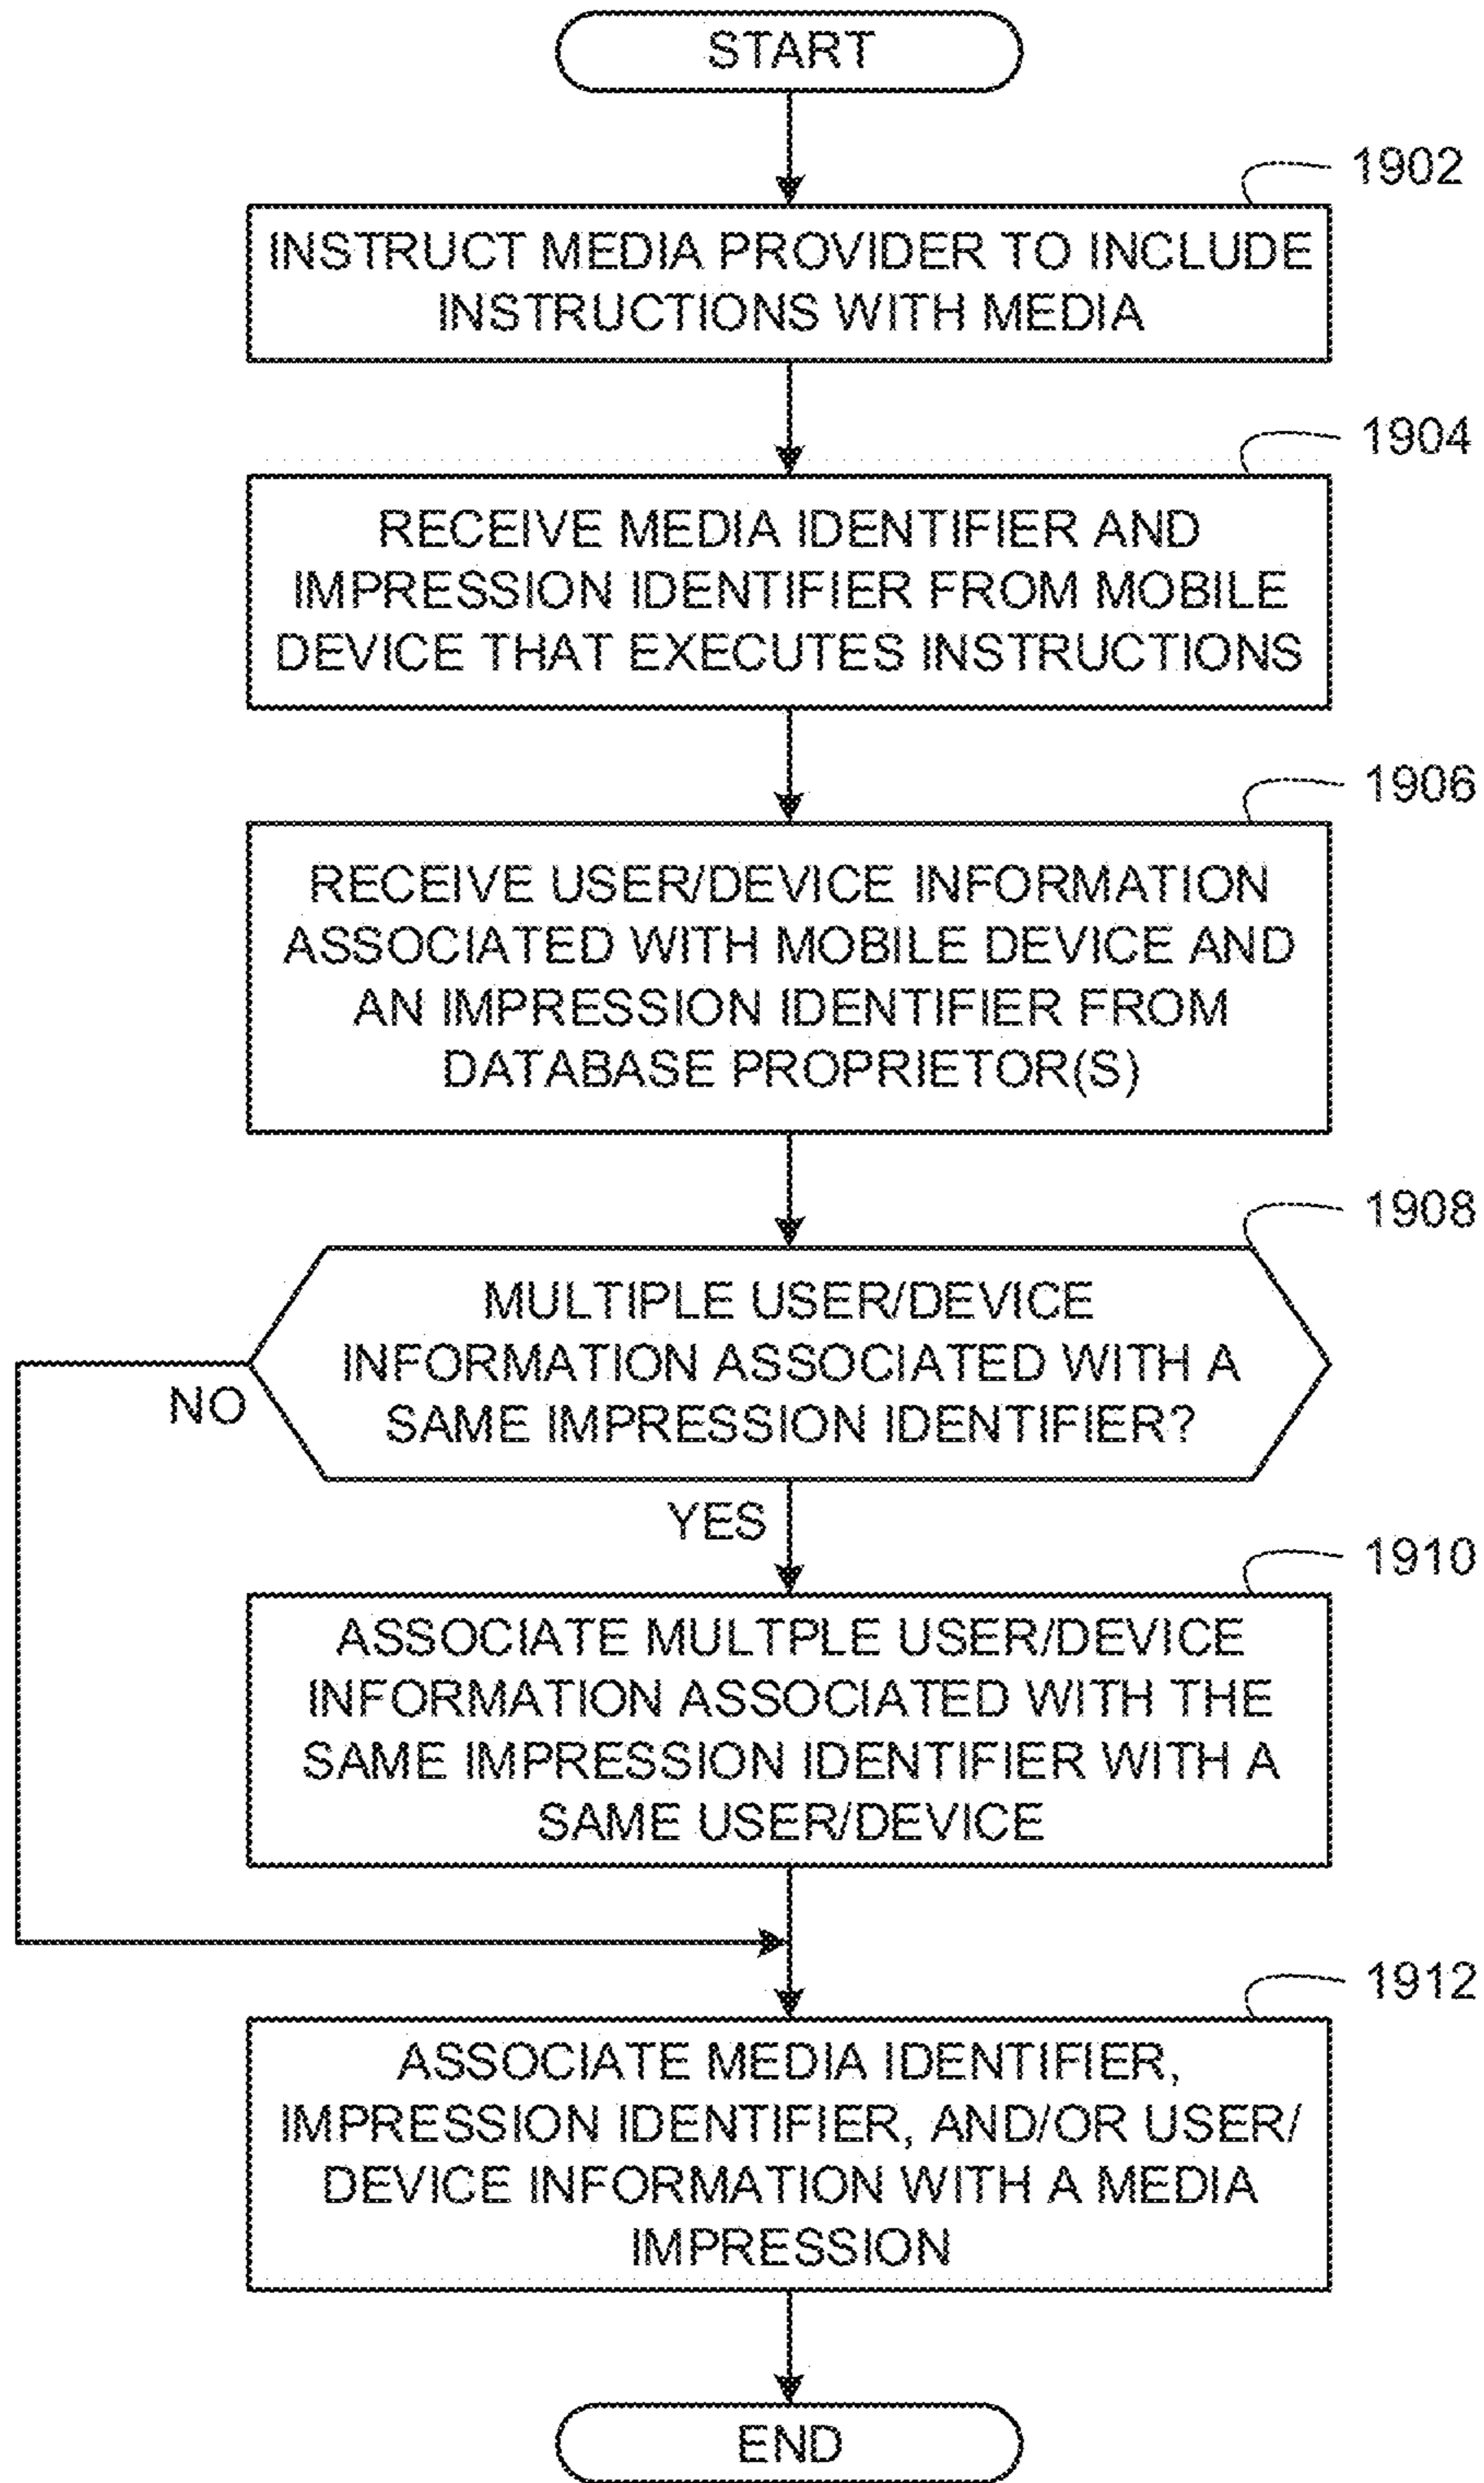 START
1902
INSTRUCT MEDIA PROVIDER TO INCLUDE
INSTRUCTIONS WITH MEDIA
1904
RECEIVE MEDIA IDENTIFIER AND
IMPRESSION IDENTIFIER FROM MOBILE
DEVICE THAT EXECUTES INSTRUCTIONS
1906
RECEIVE USER/DEVICE INFORMATION
ASSOCIATED WITH MOBILE DEVICE AND
AN IMPRESSION IDENTIFIER FROM
DATABASE PROPRIETOR(S)
1908
MULTIPLE USER/DEVICE
INFORMATION ASSOCIATED WITH A
SAME IMPRESSION IDENTIFIER?
NO
YES
1910
ASSOCIATE MULTPLE USER/DEVICE
INFORMATION ASSOCIATED WITH THE
SAME IMPRESSION IDENTIFIER WITH A
SAME USER/DEVICE
1912
ASSOCIATE MEDIA IDENTIFIER,
IMPRESSION IDENTIFIER, AND/OR USER/
DEVICE INFORMATION WITH A MEDIA
IMPRESSION
END